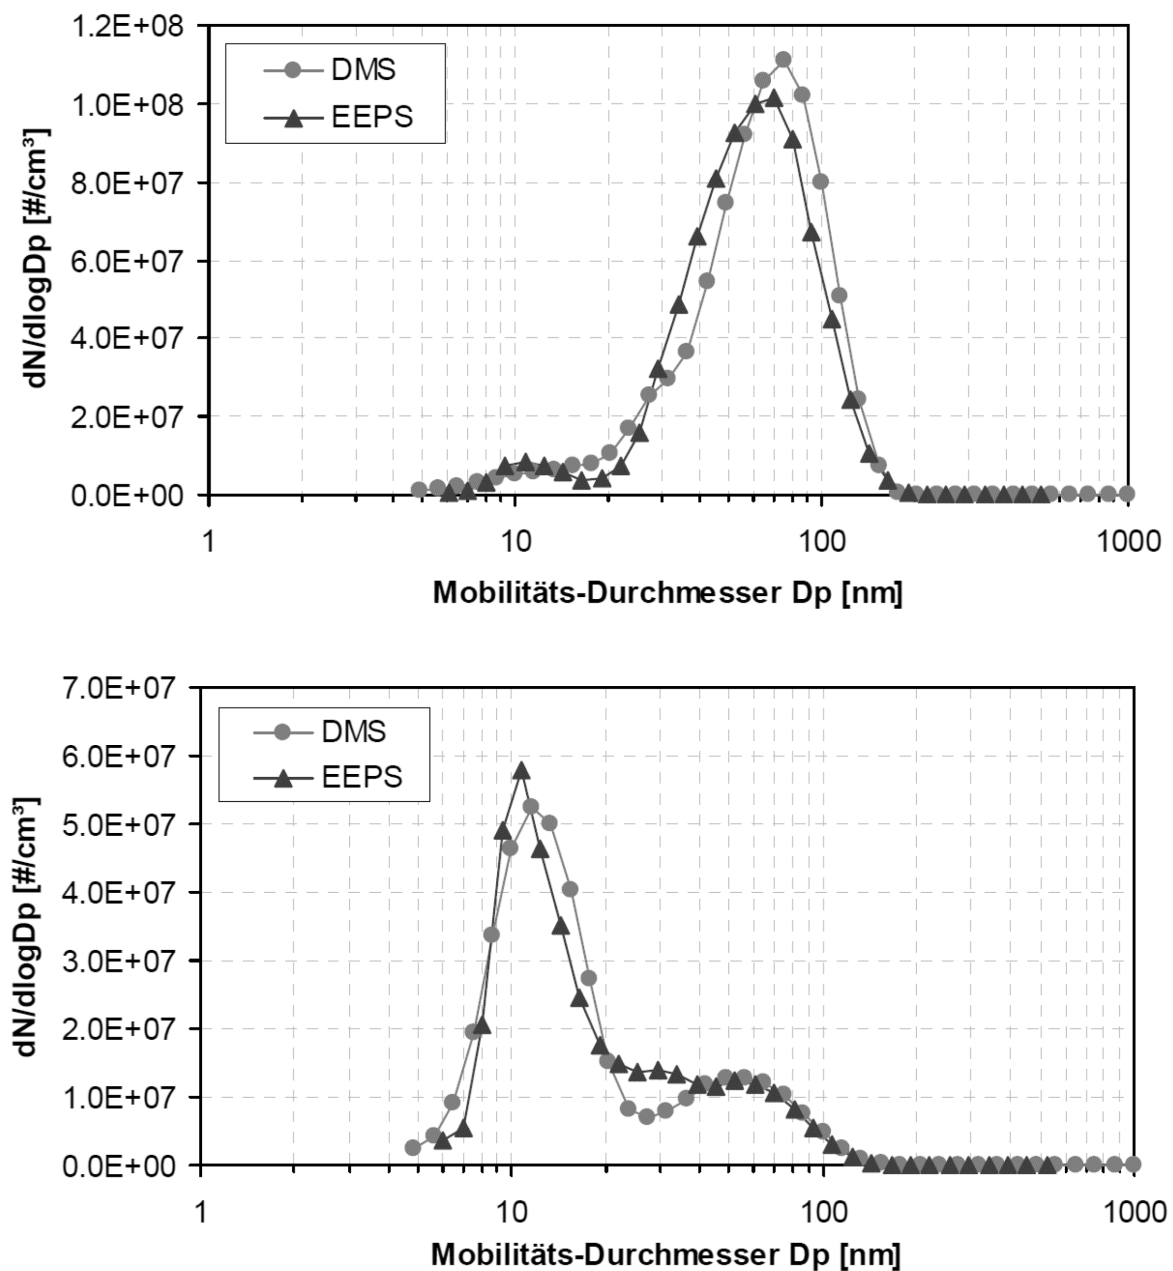 1.2E+08
1.0E+08
8.0E+07
6.0E+07
4.0E+07
2.0E+07
0.0E+00
dN/dlogDp [#/cm³]
DMS
EEPS
1 10 100 1000
Mobilitäts-Durchmesser Dp [nm]
7.0E+07
6.0E+07
5.0E+07
4.0E+07
3.0E+07
2.0E+07
1.0E+07
0.0E+00
dN/dlogDp [#/cm³]
DMS
EEPS
1 10 100 1000
Mobilitäts-Durchmesser Dp [nm]